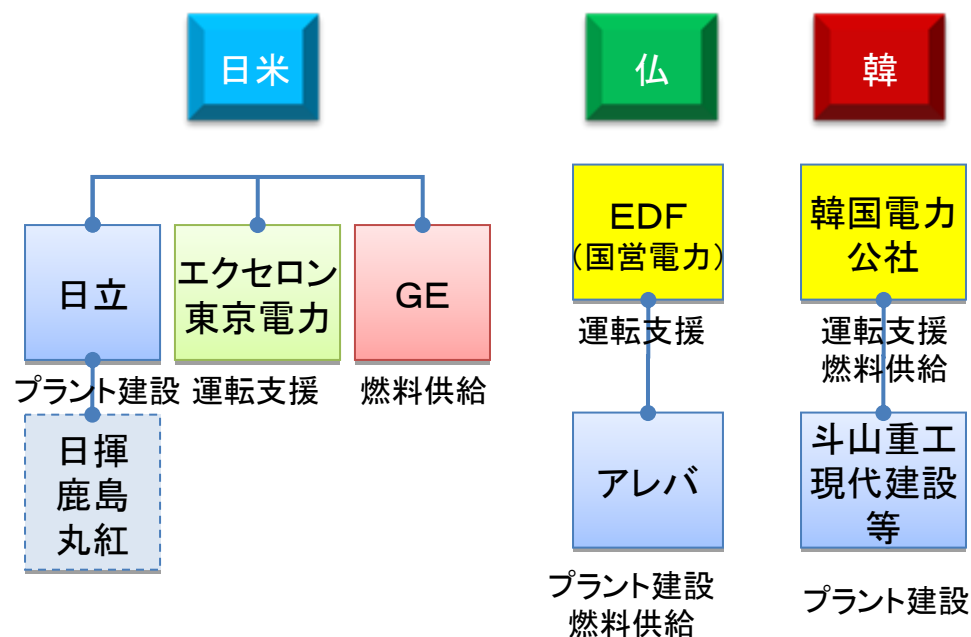 日米
仏
韓
日立
プラント建設
日揮
鹿島
丸紅
エクセロン
東京電力
運転支援
GE
燃料供給
EDF
（国営電力）
運転支援
アレバ
プラント建設
燃料供給
韓国電力
公社
運転支援
燃料供給
斗山重工
現代建設
等
プラント建設